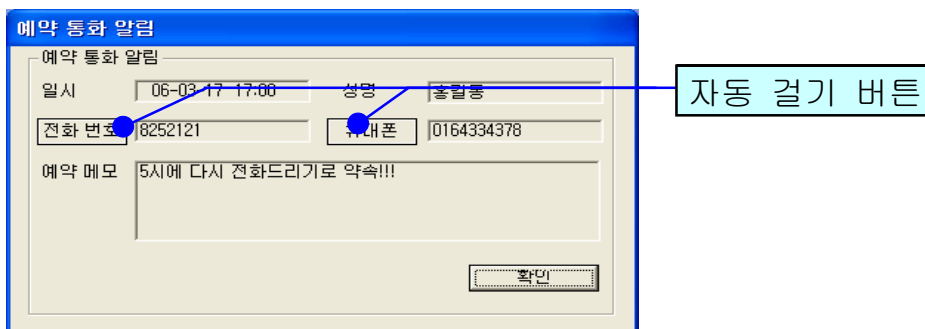 예약 통화 알림
예약 통화 알림
일시 06-03-17 17:00 성명 홍길동
자동 걸기 버튼
전화 번호 8252121 휴대폰 0164334378
예약 메모 5시에 다시 전화드리기로 약속!!!
확인